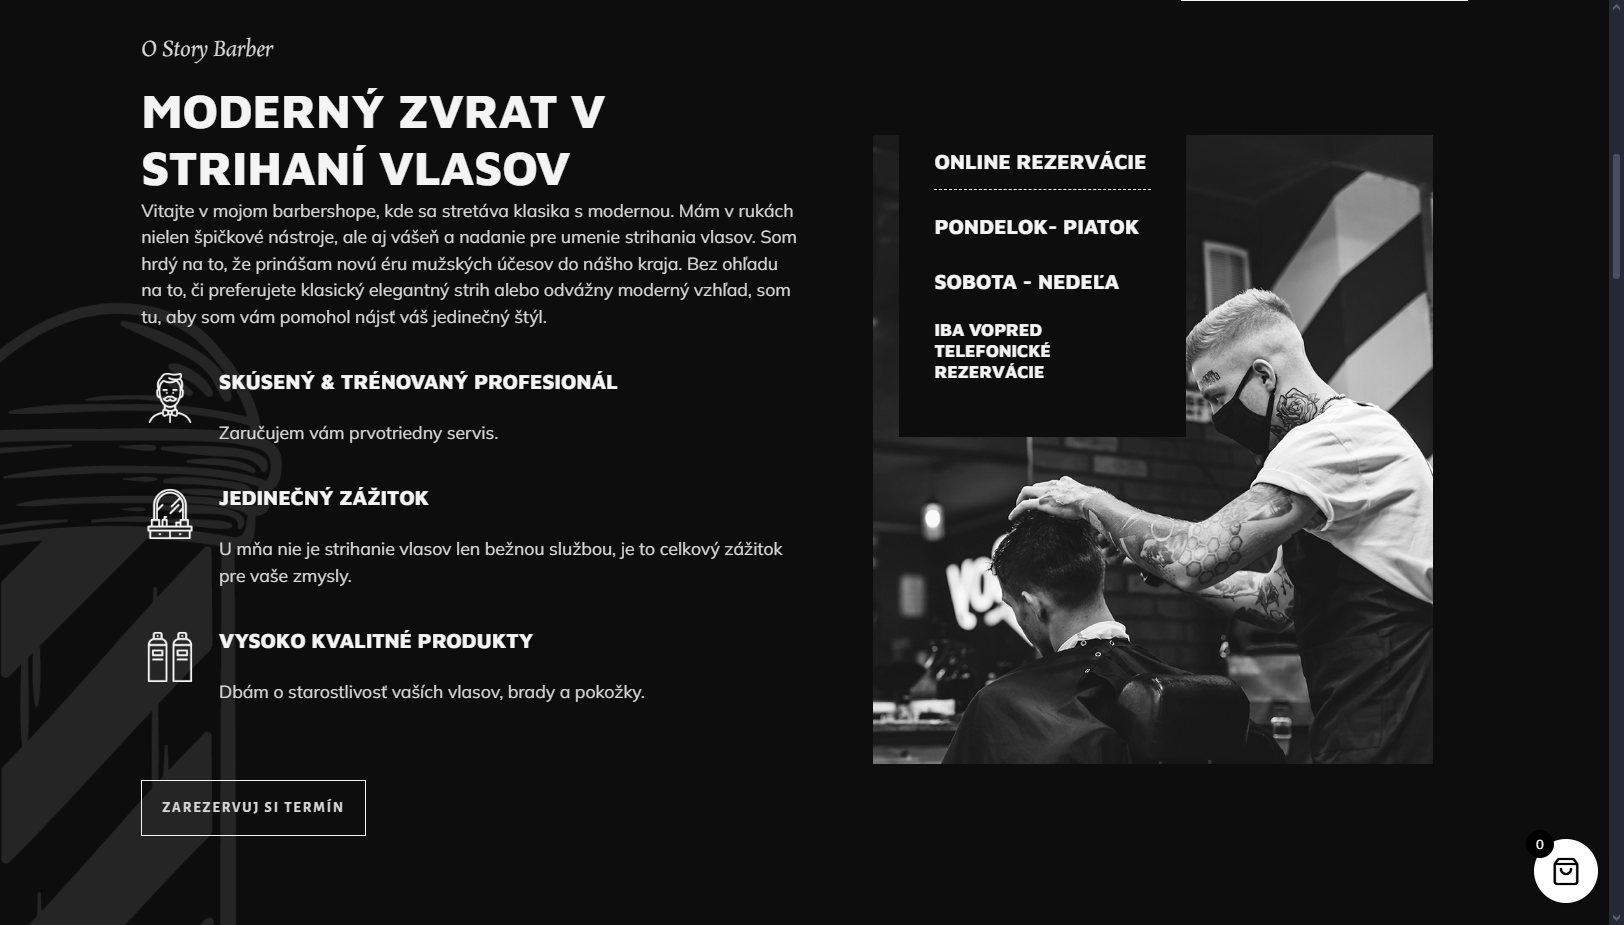 O Story Barber
MODERNÝ ZVRAT V
STRIHANÍ VLASOV
Vitajte v mojom barbershope, kde sa stretáva klasika s modernou. Mám v rukách
nielen špičkové nástroje, ale aj vášeň a nadanie pre umenie strihania vlasov. Som
hrdý na to, že prinášam novú éru mužských účesov do nášho kraja. Bez ohľadu
na to, či preferujete klasický elegantný strih alebo odvážny moderný vzhľad, som
tu, aby som vám pomohol nájsť váš jedinečný štýl.
SKÚSENÝ & TRÉNOVANÝ PROFESIONÁL
Zaručujem vám prvotriedny servis.
JEDINEČNÝ ZÁŽITOK
U mňa nie je strihanie vlasov len bežnou službou, je to celkový zážitok
pre vaše zmysly.
VYSOKO KVALITNÉ PRODUKTY
Dbám o starostlivosť vaších vlasov, brady a pokožky.
ZAREZERVUJ SI TERMÍN
ONLINE REZERVÁCIE
PONDELOK- PIATOK
SOBOTA - NEDEĽA
IBA VOPRED
TELEFONICKÉ
REZERVÁCIE
0